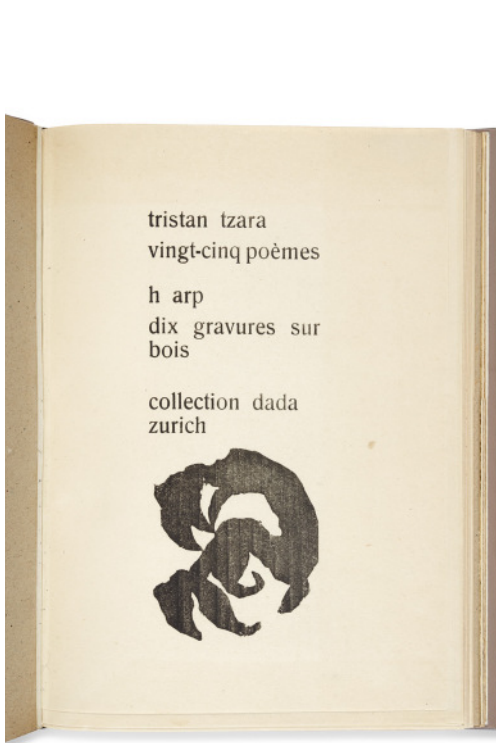 tristan tzara
vingt-cinq poèmes
h arp
dix gravures sur
bois
collection dada
zurich